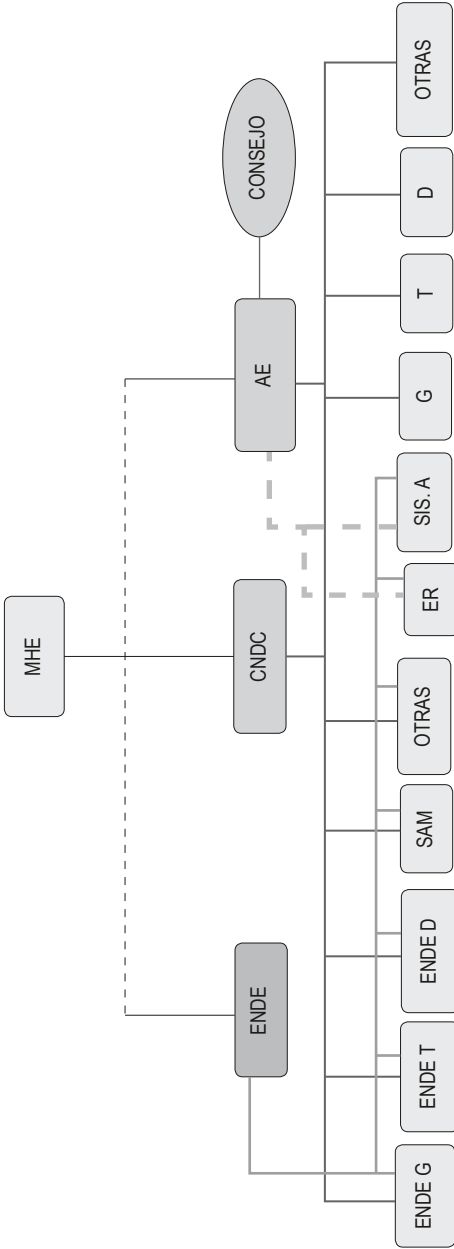 MHE
ENDE
CNDC
AE
CONSEJO
ENDE G
ENDE T
ENDE D
SAM
OTRAS
ER
SIS. A
G
T
D
OTRAS